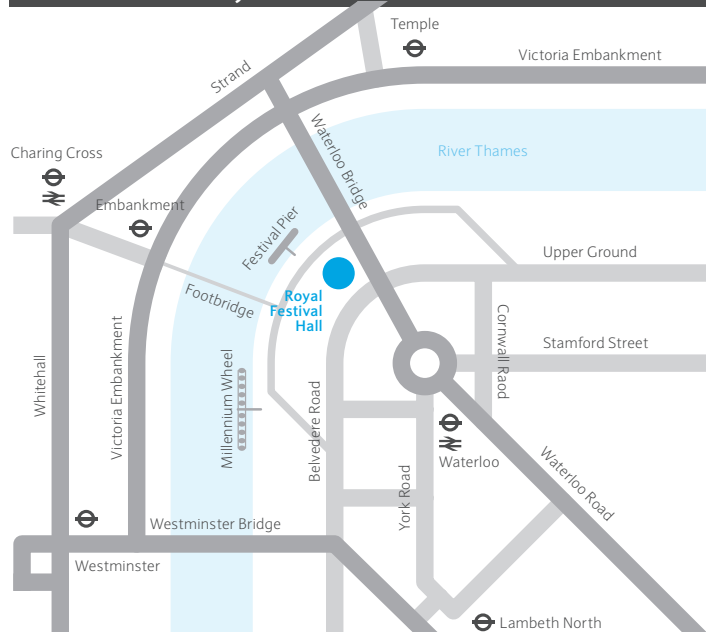 Temple
Victoria Embankment
Strand
Waterloo Bridge
River Thames
Charing Cross
Embankment
Festival Pier
Upper Ground
Footbridge
Royal
Festival
Hall
Cornwall Raod
Stamford Street
Whitehall
Victoria Embankment
Millennium Wheel
Belvedere Road
Waterloo
York Road
Waterloo Road
Westminster Bridge
Westminster
Lambeth North